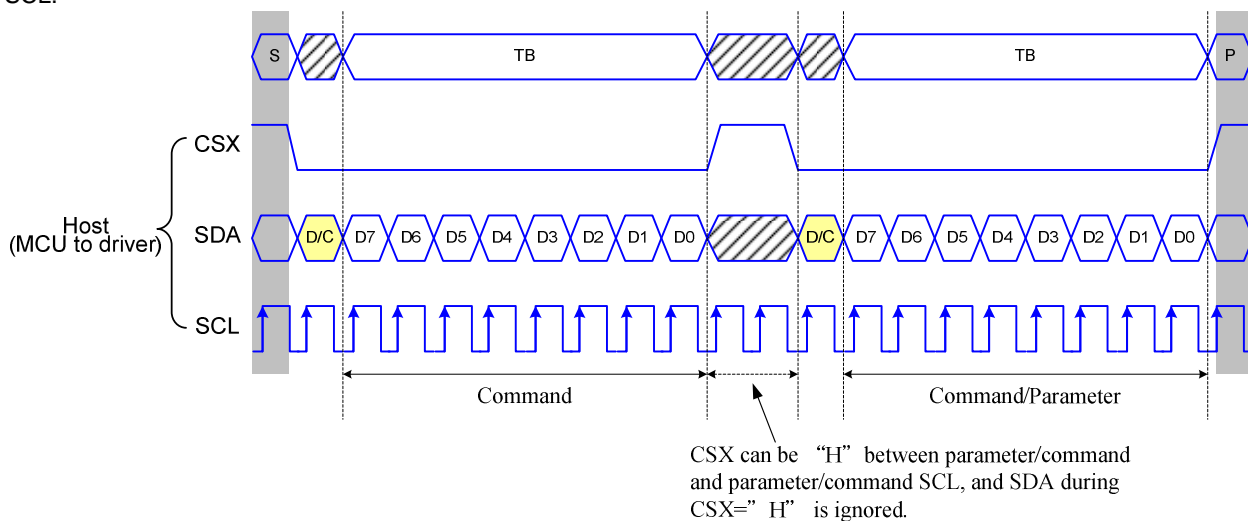 SCL.
S TB TB P
CSX
Host
(MCU to driver)
SDA D/C D7 D6 D5 D4 D3 D2 D1 D0 D/C D7 D6 D5 D4 D3 D2 D1 D0
SCL
Command Command/Parameter
CSX can be “H” between parameter/command
and parameter/command SCL, and SDA during
CSX=”H” is ignored.